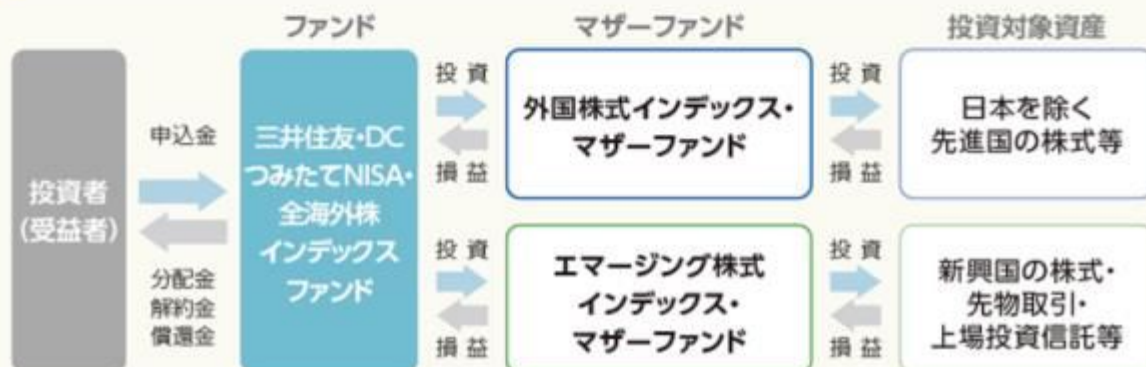 ファンド
マザーファンド
投資対象資産
投資者
(受益者)
申込金
分配金
解約金
償還金
三井住友・DC
つみたてNISA・
全海外株
インデックス
ファンド
投資
損益
外国株式インデックス・
マザーファンド
投資
損益
日本を除く
先進国の株式等
投資
損益
エマージング株式
インデックス・
マザーファンド
投資
損益
新興国の株式・
先物取引・
上場投資信託等